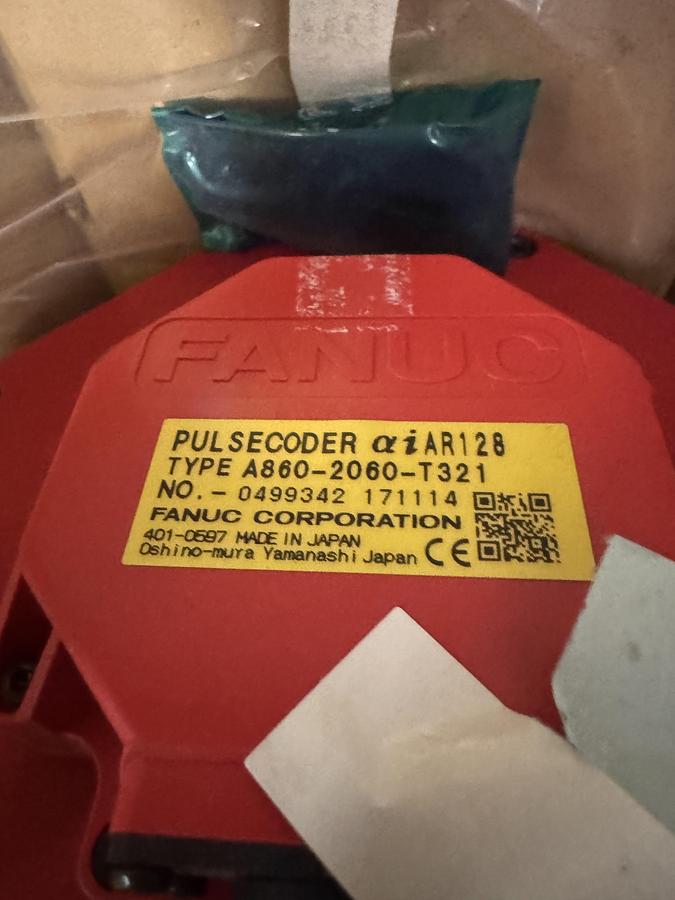 FANUC
PULSECODER αiAR128
TYPE A860-2060-T321
NO.- 0499342 171114
FANUC CORPORATION
401-0597 MADE IN JAPAN
Oshino-mura Yamanashi Japan CE